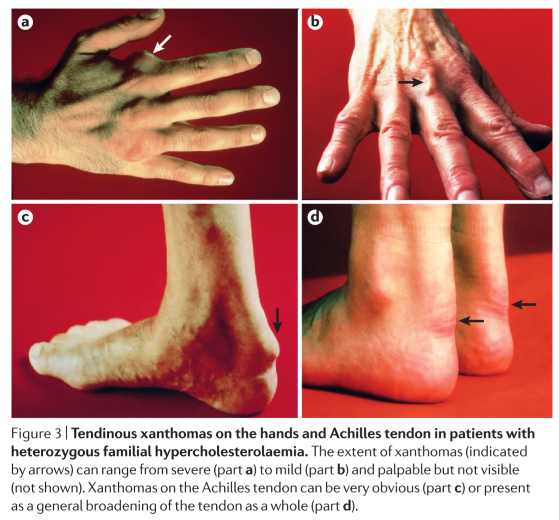 a
b
c
d
Figure 3 | Tendinous xanthomas on the hands and Achilles tendon in patients with
heterozygous familial hypercholesterolaemia. The extent of xanthomas (indicated
by arrows) can range from severe (part a) to mild (part b) and palpable but not visible
(not shown). Xanthomas on the Achilles tendon can be very obvious (part c) or present
as a general broadening of the tendon as a whole (part d).